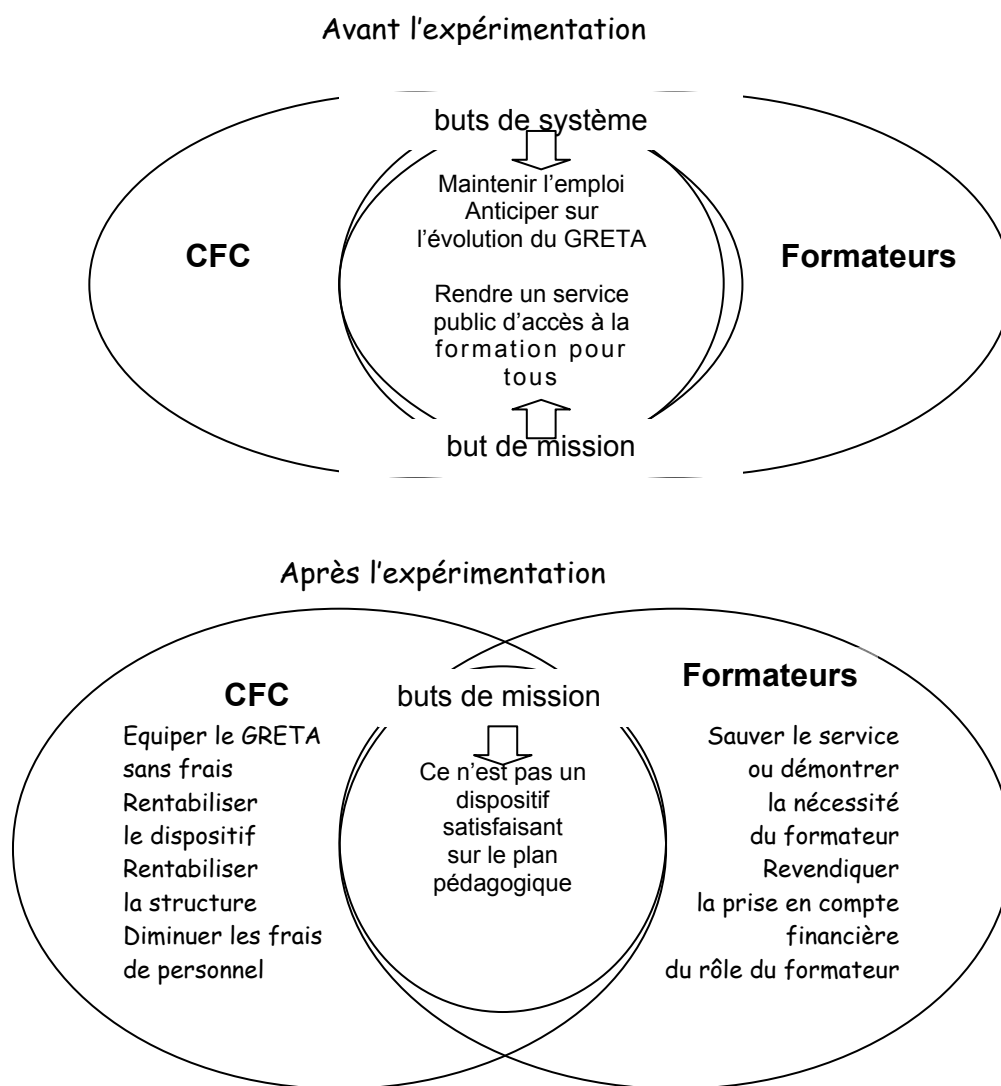 Avant l'expérimentation
buts de système
Maintenir l'emploi
Anticiper sur
l'évolution du GRETA
CFC
Formateurs
Rendre un service
public d'accès à la
formation pour
tous
but de mission
Après l'expérimentation
CFC
Equiper le GRETA
sans frais
Rentabiliser
le dispositif
Rentabiliser
la structure
Diminuer les frais
de personnel
buts de mission
Ce n'est pas un
dispositif
satisfaisant
sur le plan
pédagogique
Formateurs
Sauver le service
ou démontrer
la nécessité
du formateur
Revendiquer
la prise en compte
financière
du rôle du formateur